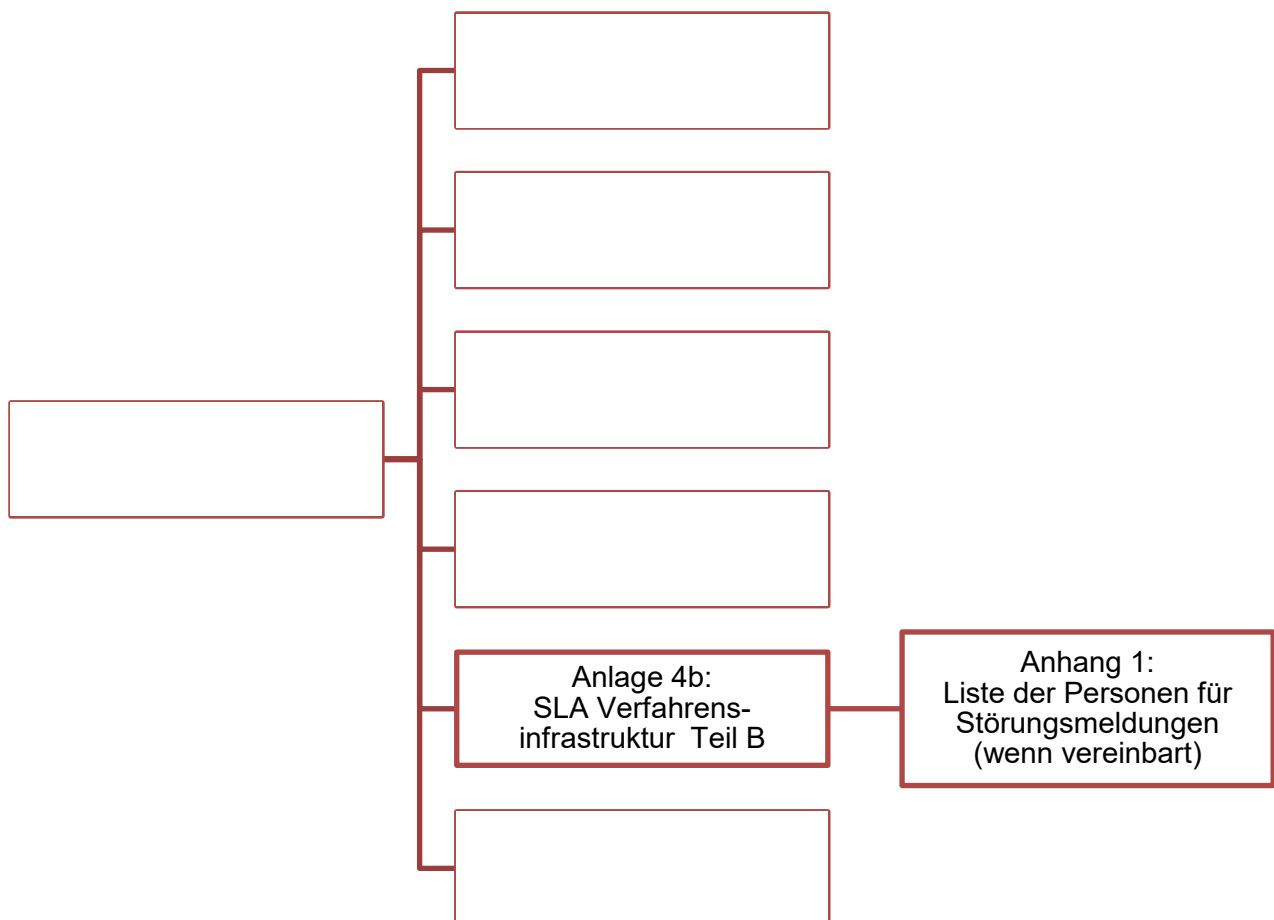 Anlage 4b:
SLA Verfahrens-
infrastruktur  Teil B
Anhang 1:
Liste der Personen für
Störungsmeldungen
(wenn vereinbart)